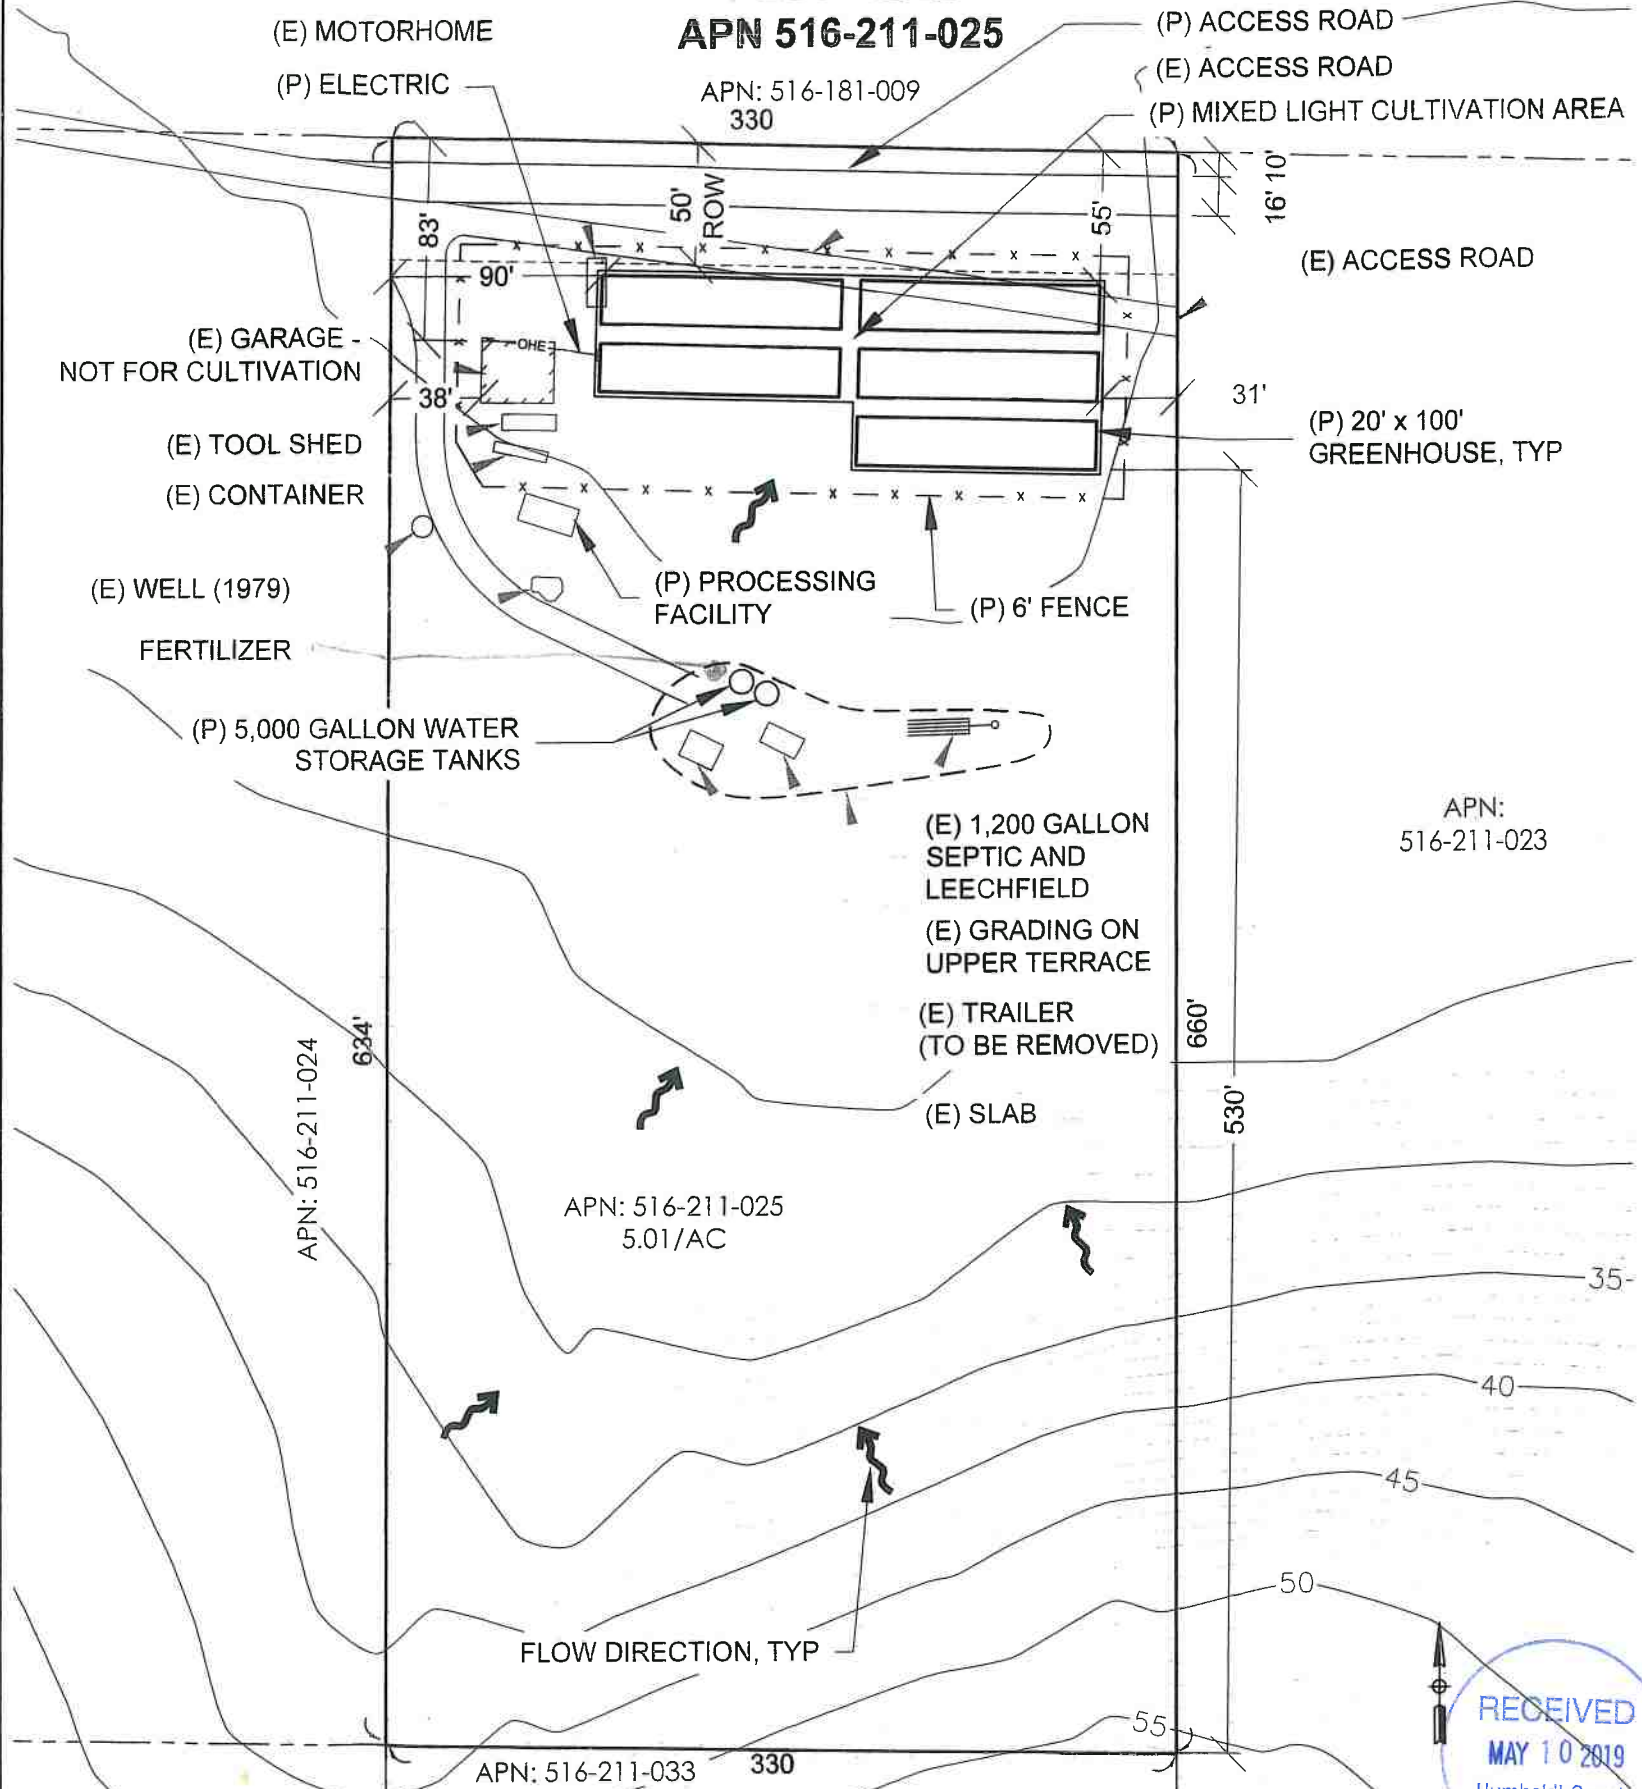 (E) MOTORHOME
APN 516-211-025
(P) ACCESS ROAD
(P) ELECTRIC
APN: 516-181-009
330
(E) ACCESS ROAD
(P) MIXED LIGHT CULTIVATION AREA
16' 10'
83'
50'
ROW
55'
90'
(E) ACCESS ROAD
(E) GARAGE -
NOT FOR CULTIVATION
OHE
38'
31'
(P) 20' x 100'
GREENHOUSE, TYP
(E) TOOL SHED
(E) CONTAINER
(E) WELL (1979)
(P) PROCESSING
FACILITY
(P) 6' FENCE
FERTILIZER
(P) 5,000 GALLON WATER
STORAGE TANKS
(E) 1,200 GALLON
SEPTIC AND
LEECHFIELD
APN:
516-211-023
(E) GRADING ON
UPPER TERRACE
(E) TRAILER
(TO BE REMOVED)
(E) SLAB
634'
660'
530'
APN: 516-211-024
APN: 516-211-025
5.01/AC
35
40
45
50
FLOW DIRECTION, TYP
55
APN: 516-211-033
330
RECEIVED
MAY 10 2019